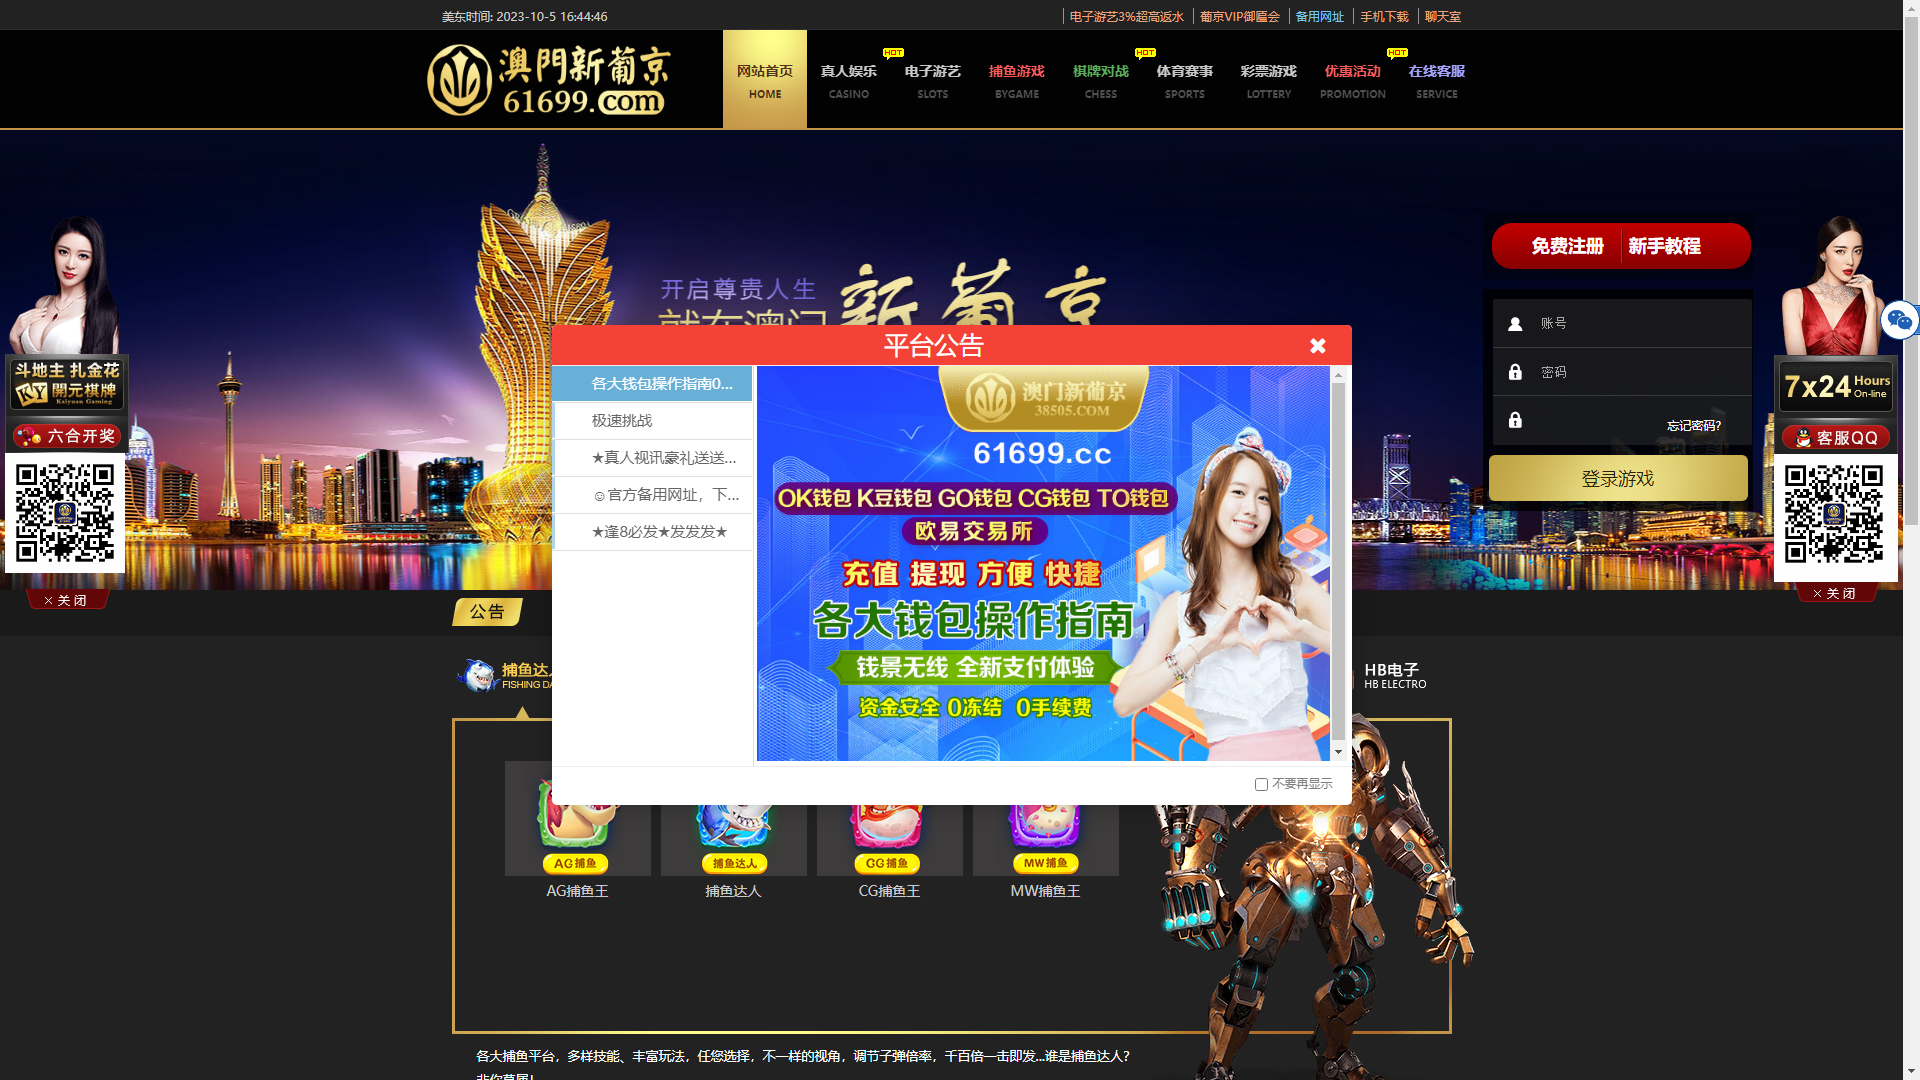 美东时间: 2023-10-5 16:44:46
电子游艺3%超高返水
葡京VIP御匾会
备用网址
手机下载
聊天室
澳門新葡京
61699.com
网站首页
HOME
真人娱乐
CASINO
HOT
电子游艺
SLOTS
捕鱼游戏
BYGAME
棋牌对战
CHESS
HOT
体育赛事
SPORTS
彩票游戏
LOTTERY
优惠活动
PROMOTION
HOT
在线客服
SERVICE
开启尊贵人生
就在澳门
新葡京
免费注册
新手教程
账号
密码
忘记密码?
登录游戏
斗地主 扎金花
KY 開元棋牌
Kaiyuan Gaming
六合开奖
× 关 闭
7x24 Hours
On-line
客服QQ
× 关 闭
平台公告
✖
各大钱包操作指南0...
极速挑战
★真人视讯豪礼送送...
☺官方备用网址，下...
★逢8必发★发发发★
澳门新葡京
38505.COM
61699.cc
OK钱包 K豆钱包 GO钱包 CG钱包 TO钱包
欧易交易所
充值 提现 方便 快捷
各大钱包操作指南
钱景无线 全新支付体验
资金安全 0冻结 0手续费
不要再显示
公告
捕鱼达
FISHING DA
HB电子
HB ELECTRO
AG捕鱼
捕鱼达人
GG捕鱼
MW捕鱼
AG捕鱼王
捕鱼达人
CG捕鱼王
MW捕鱼王
各大捕鱼平台，多样技能、丰富玩法，任您选择，不一样的视角，调节子弹倍率，千百倍一击即发...谁是捕鱼达人?
非你莫属!